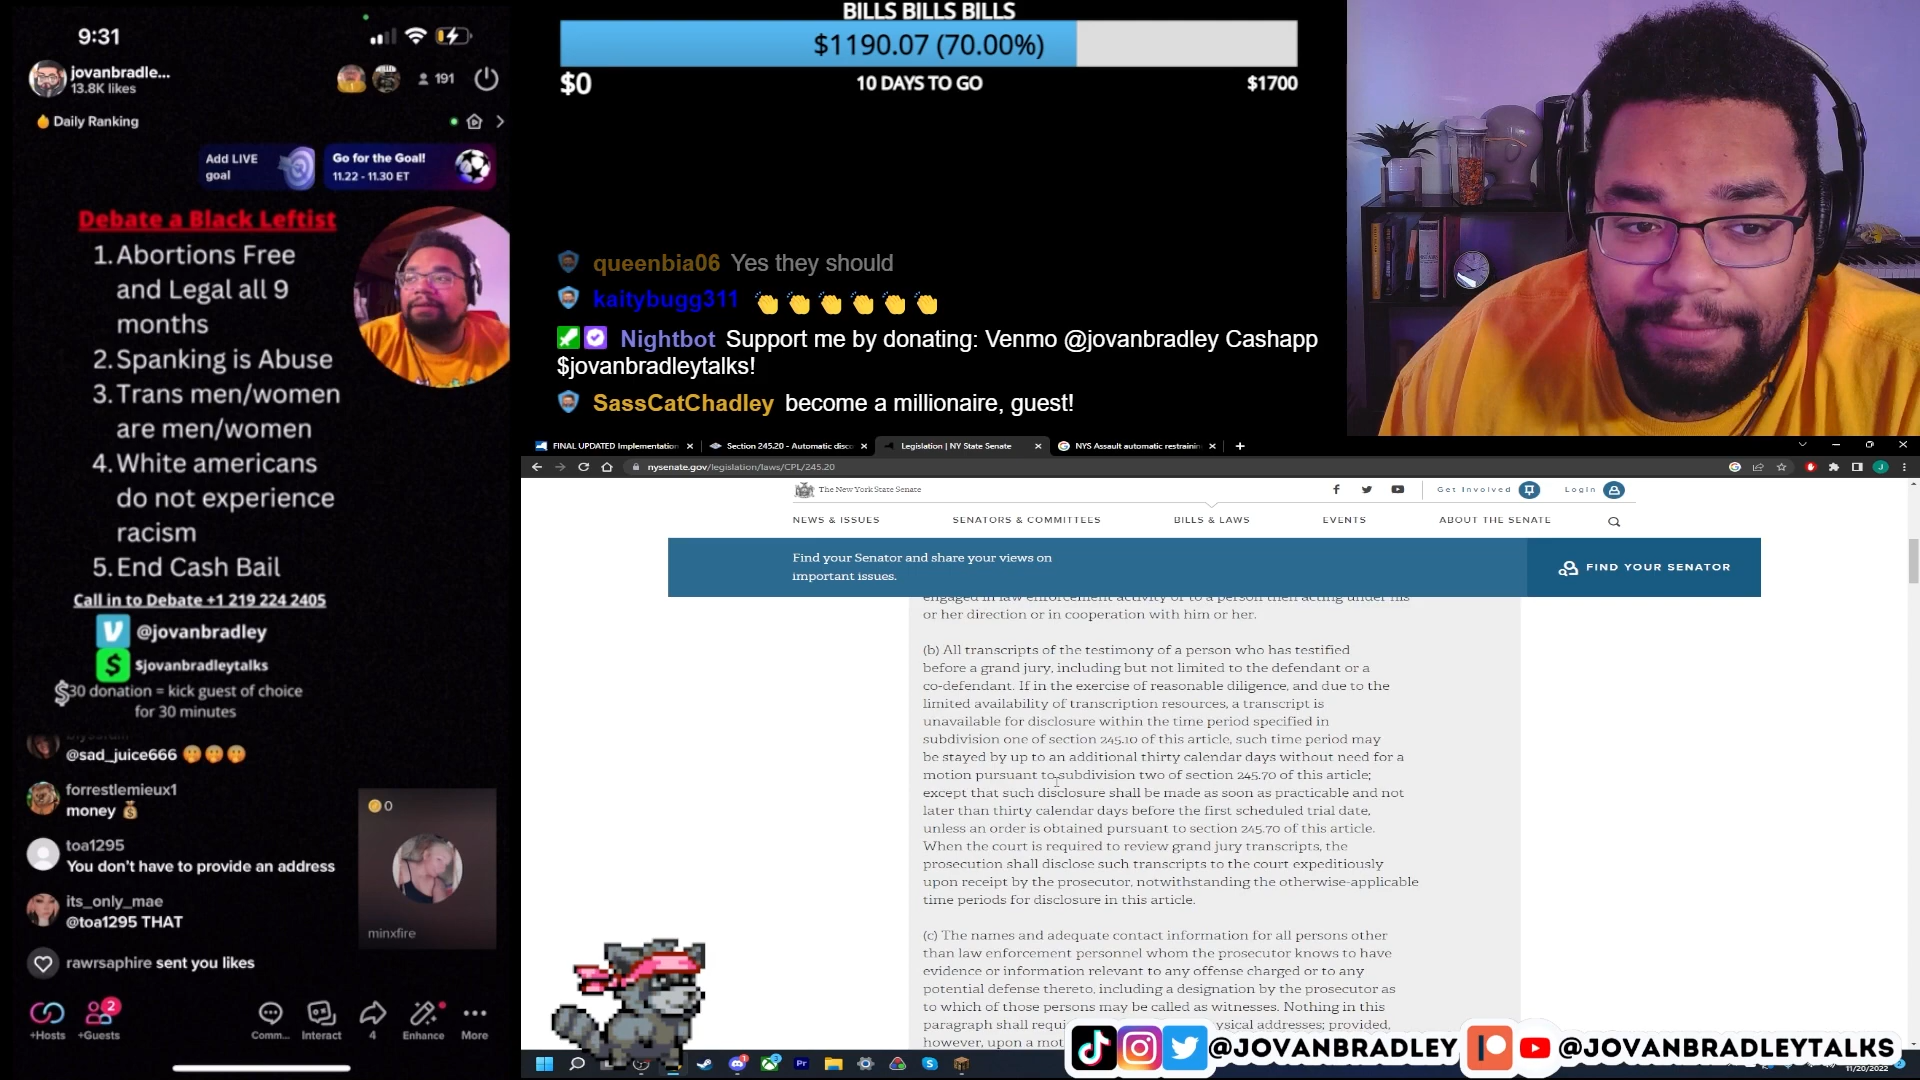 9:31
jovanbradle...
13.8K likes
191
Daily Ranking
Add LIVE
goal
Go for the Goal!
11.22 - 11.30 ET
Debate a Black Leftist
1. Abortions Free
and Legal all 9
months
2. Spanking is Abuse
3. Trans men/women
are men/women
4. White americans
do not experience
racism
5. End Cash Bail
Call in to Debate +1 219 224 2405
@jovanbradley
$jovanbradleytalks
$30 donation = kick guest of choice
for 30 minutes
@sad_juice666 🤭🤭🤭
forrestlemieux1
money 💰
toa1295
You don't have to provide an address
its_only_mae
@toa1295 THAT
rawrsaphire sent you likes
0
minxfire
2
+Hosts
+Guests
Comm...
Interact
4
Enhance
More
BILLS BILLS BILLS
$1190.07 (70.00%)
$0
10 DAYS TO GO
$1700
queenbia06 Yes they should
kaitybugg311 👏👏👏👏👏👏
Nightbot Support me by donating: Venmo @jovanbradley Cashapp
$jovanbradleytalks!
SassCatChadley become a millionaire, guest!
FINAL UPDATED Implementation
Section 245.20 - Automatic disc
Legislation | NY State Senate
NYS Assault automatic restrainin
nysenate.gov/legislation/laws/CPL/245.20
The New York State Senate
Get Involved
Login
NEWS & ISSUES
SENATORS & COMMITTEES
BILLS & LAWS
EVENTS
ABOUT THE SENATE
Find your Senator and share your views on
important issues.
FIND YOUR SENATOR
engaged in law enforcement activity or to a person then acting under his
or her direction or in cooperation with him or her.
(b) All transcripts of the testimony of a person who has testified
before a grand jury, including but not limited to the defendant or a
co-defendant. If in the exercise of reasonable diligence, and due to the
limited availability of transcription resources, a transcript is
unavailable for disclosure within the time period specified in
subdivision one of section 245.10 of this article, such time period may
be stayed by up to an additional thirty calendar days without need for a
motion pursuant to subdivision two of section 245.70 of this article;
except that such disclosure shall be made as soon as practicable and not
later than thirty calendar days before the first scheduled trial date,
unless an order is obtained pursuant to section 245.70 of this article.
When the court is required to review grand jury transcripts, the
prosecution shall disclose such transcripts to the court expeditiously
upon receipt by the prosecutor, notwithstanding the otherwise-applicable
time periods for disclosure in this article.
(c) The names and adequate contact information for all persons other
than law enforcement personnel whom the prosecutor knows to have
evidence or information relevant to any offense charged or to any
potential defense thereto, including a designation by the prosecutor as
to which of those persons may be called as witnesses. Nothing in this
paragraph shall requi ysical addresses; provided,
however, upon a mot
@JOVANBRADLEY
@JOVANBRADLEYTALKS
11/20/2022